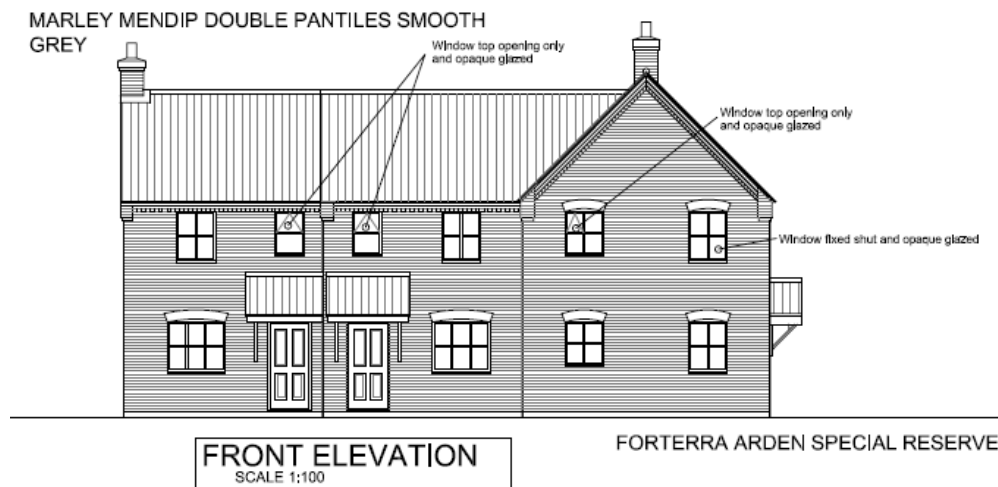 MARLEY MENDIP DOUBLE PANTILES SMOOTH
GREY
Window top opening only
and opaque glazed
Window top opening only
and opaque glazed
Window fixed shut and opaque glazed
FRONT ELEVATION
SCALE 1:100
FORTERRA ARDEN SPECIAL RESERVE